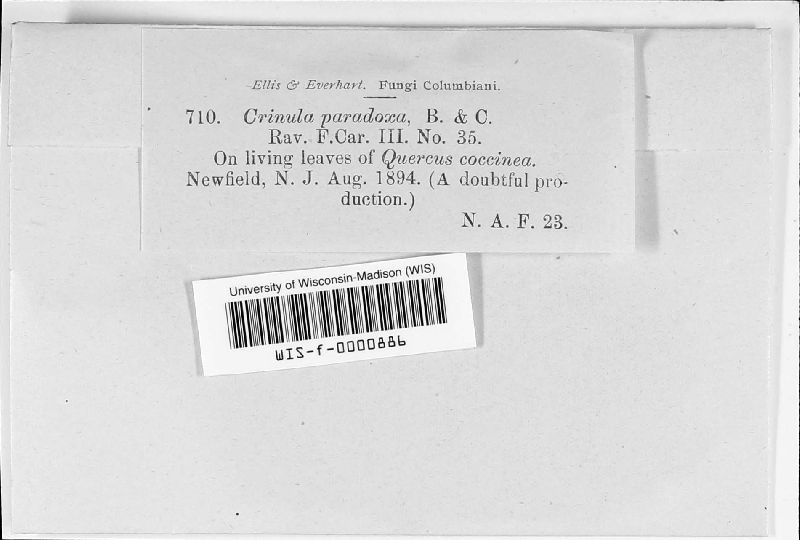 Ellis & Everhart. Fungi Columbiani.
710. Crinula paradoxa, B. & C.
Rav. F.Car. III. No. 35.
On living leaves of Quercus coccinea.
Newfield, N. J. Aug. 1894. (A doubtful pro-
duction.)
N. A. F. 23.
University of Wisconsin-Madison (WIS)
WIS-f-0000886